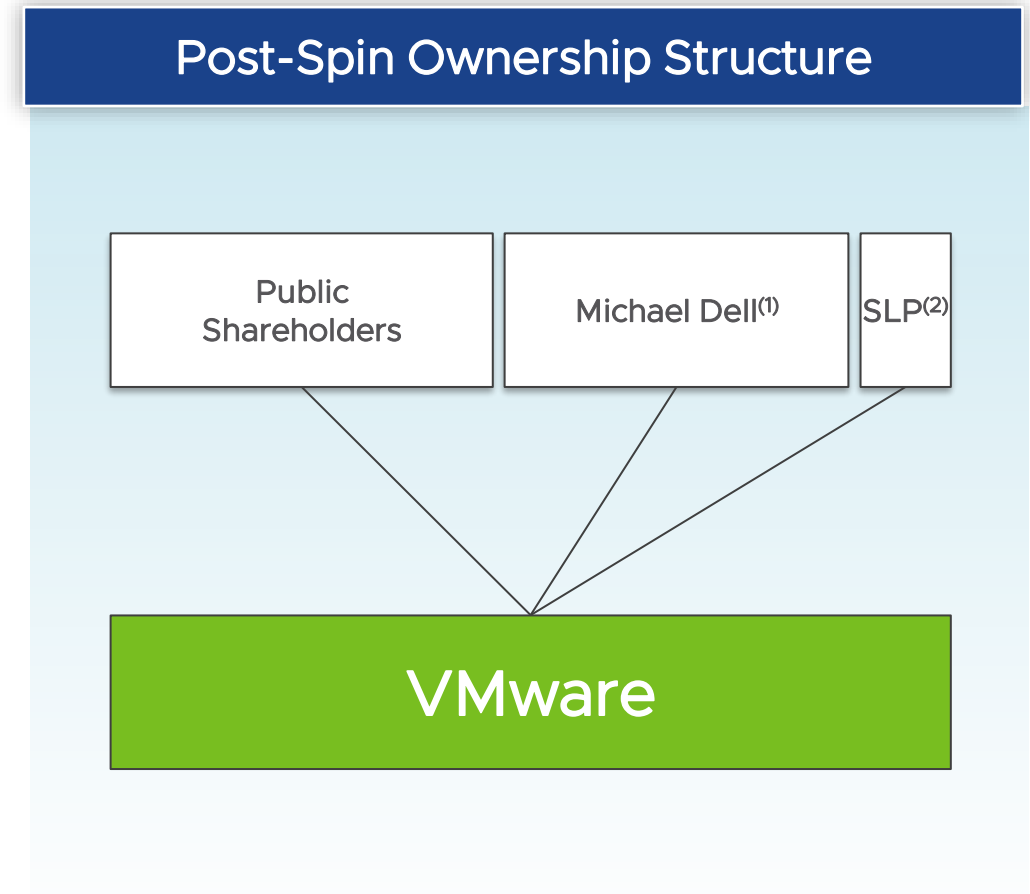 Post-Spin Ownership Structure
Public
Shareholders
Michael Dell(1)
SLP(2)
VMware